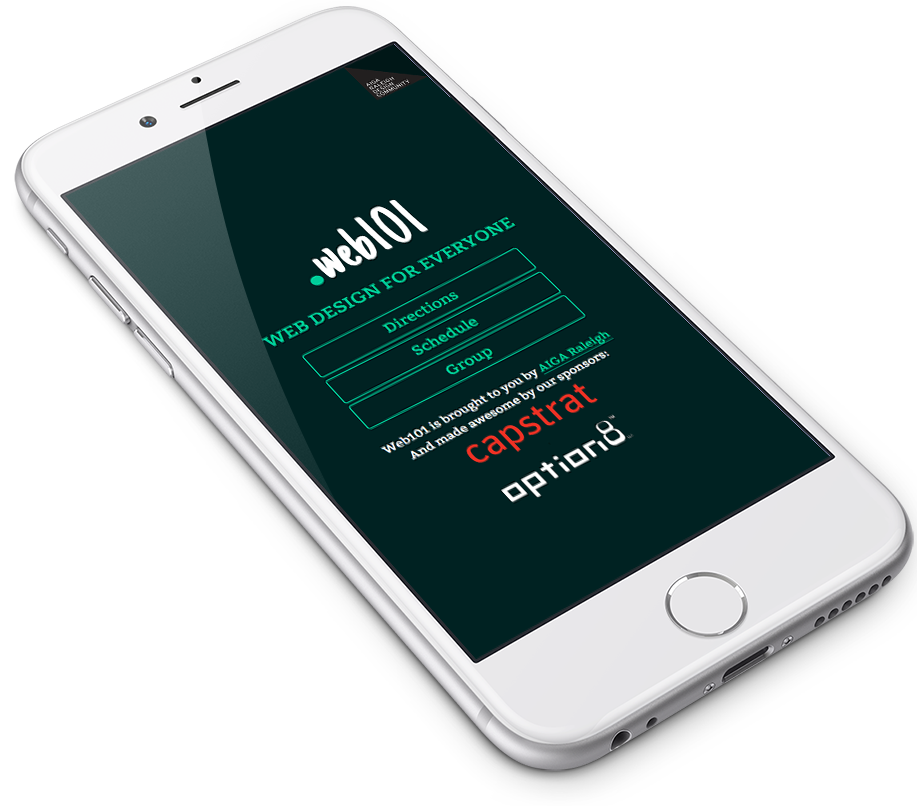 AIGA
RALEIGH
DESIGN
COMMUNITY
.web101
WEB DESIGN FOR EVERYONE
Directions
Schedule
Group
Web101 is brought to you by AIGA Raleigh
And made awesome by our sponsors:
capstrat
option8